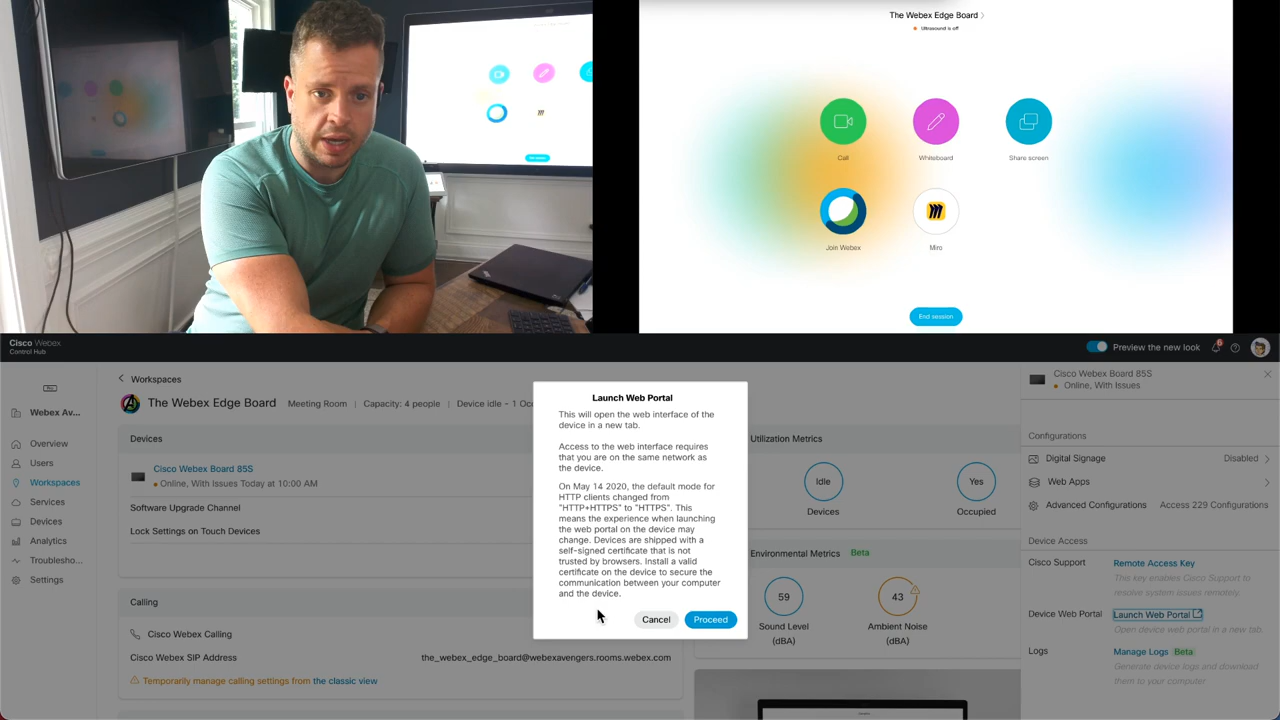 The Webex Edge Board
Ultrasound is off
Call
Whiteboard
Share screen
Join Webex
Miro
End session
Cisco Webex
Control Hub
Preview the new look
6
Webex Av...
Overview
Users
Workspaces
Services
Devices
Analytics
Troublesho...
Settings
Workspaces
The Webex Edge Board
Meeting Room | Capacity: 4 people | Device idle – 1 Oc
Devices
Cisco Webex Board 85S
Online, With Issues Today at 10:00 AM
Software Upgrade Channel
Lock Settings on Touch Devices
Calling
Cisco Webex Calling
Cisco Webex SIP Address the_webex_edge_board@webexavengers.rooms.webex.com
Temporarily manage calling settings from the classic view
Launch Web Portal
This will open the web interface of the
device in a new tab.
Access to the web interface requires
that you are on the same network as
the device.
On May 14 2020, the default mode for
HTTP clients changed from
"HTTP+HTTPS" to "HTTPS". This
means the experience when launching
the web portal on the device may
change. Devices are shipped with a
self-signed certificate that is not
trusted by browsers. Install a valid
certificate on the device to secure the
communication between your computer
and the device.
Cancel
Proceed
Utilization Metrics
Idle
Devices
Yes
Occupied
Environmental Metrics Beta
59
Sound Level
(dBA)
43
Ambient Noise
(dBA)
Cisco Webex Board 85S
Online, With Issues
Configurations
Digital Signage Disabled
Web Apps
Advanced Configurations Access 229 Configurations
Device Access
Cisco Support Remote Access Key
This key enables Cisco Support to
resolve system issues remotely.
Device Web Portal Launch Web Portal
Open device web portal in a new tab.
Logs Manage Logs Beta
Generate device logs and download
them to your computer